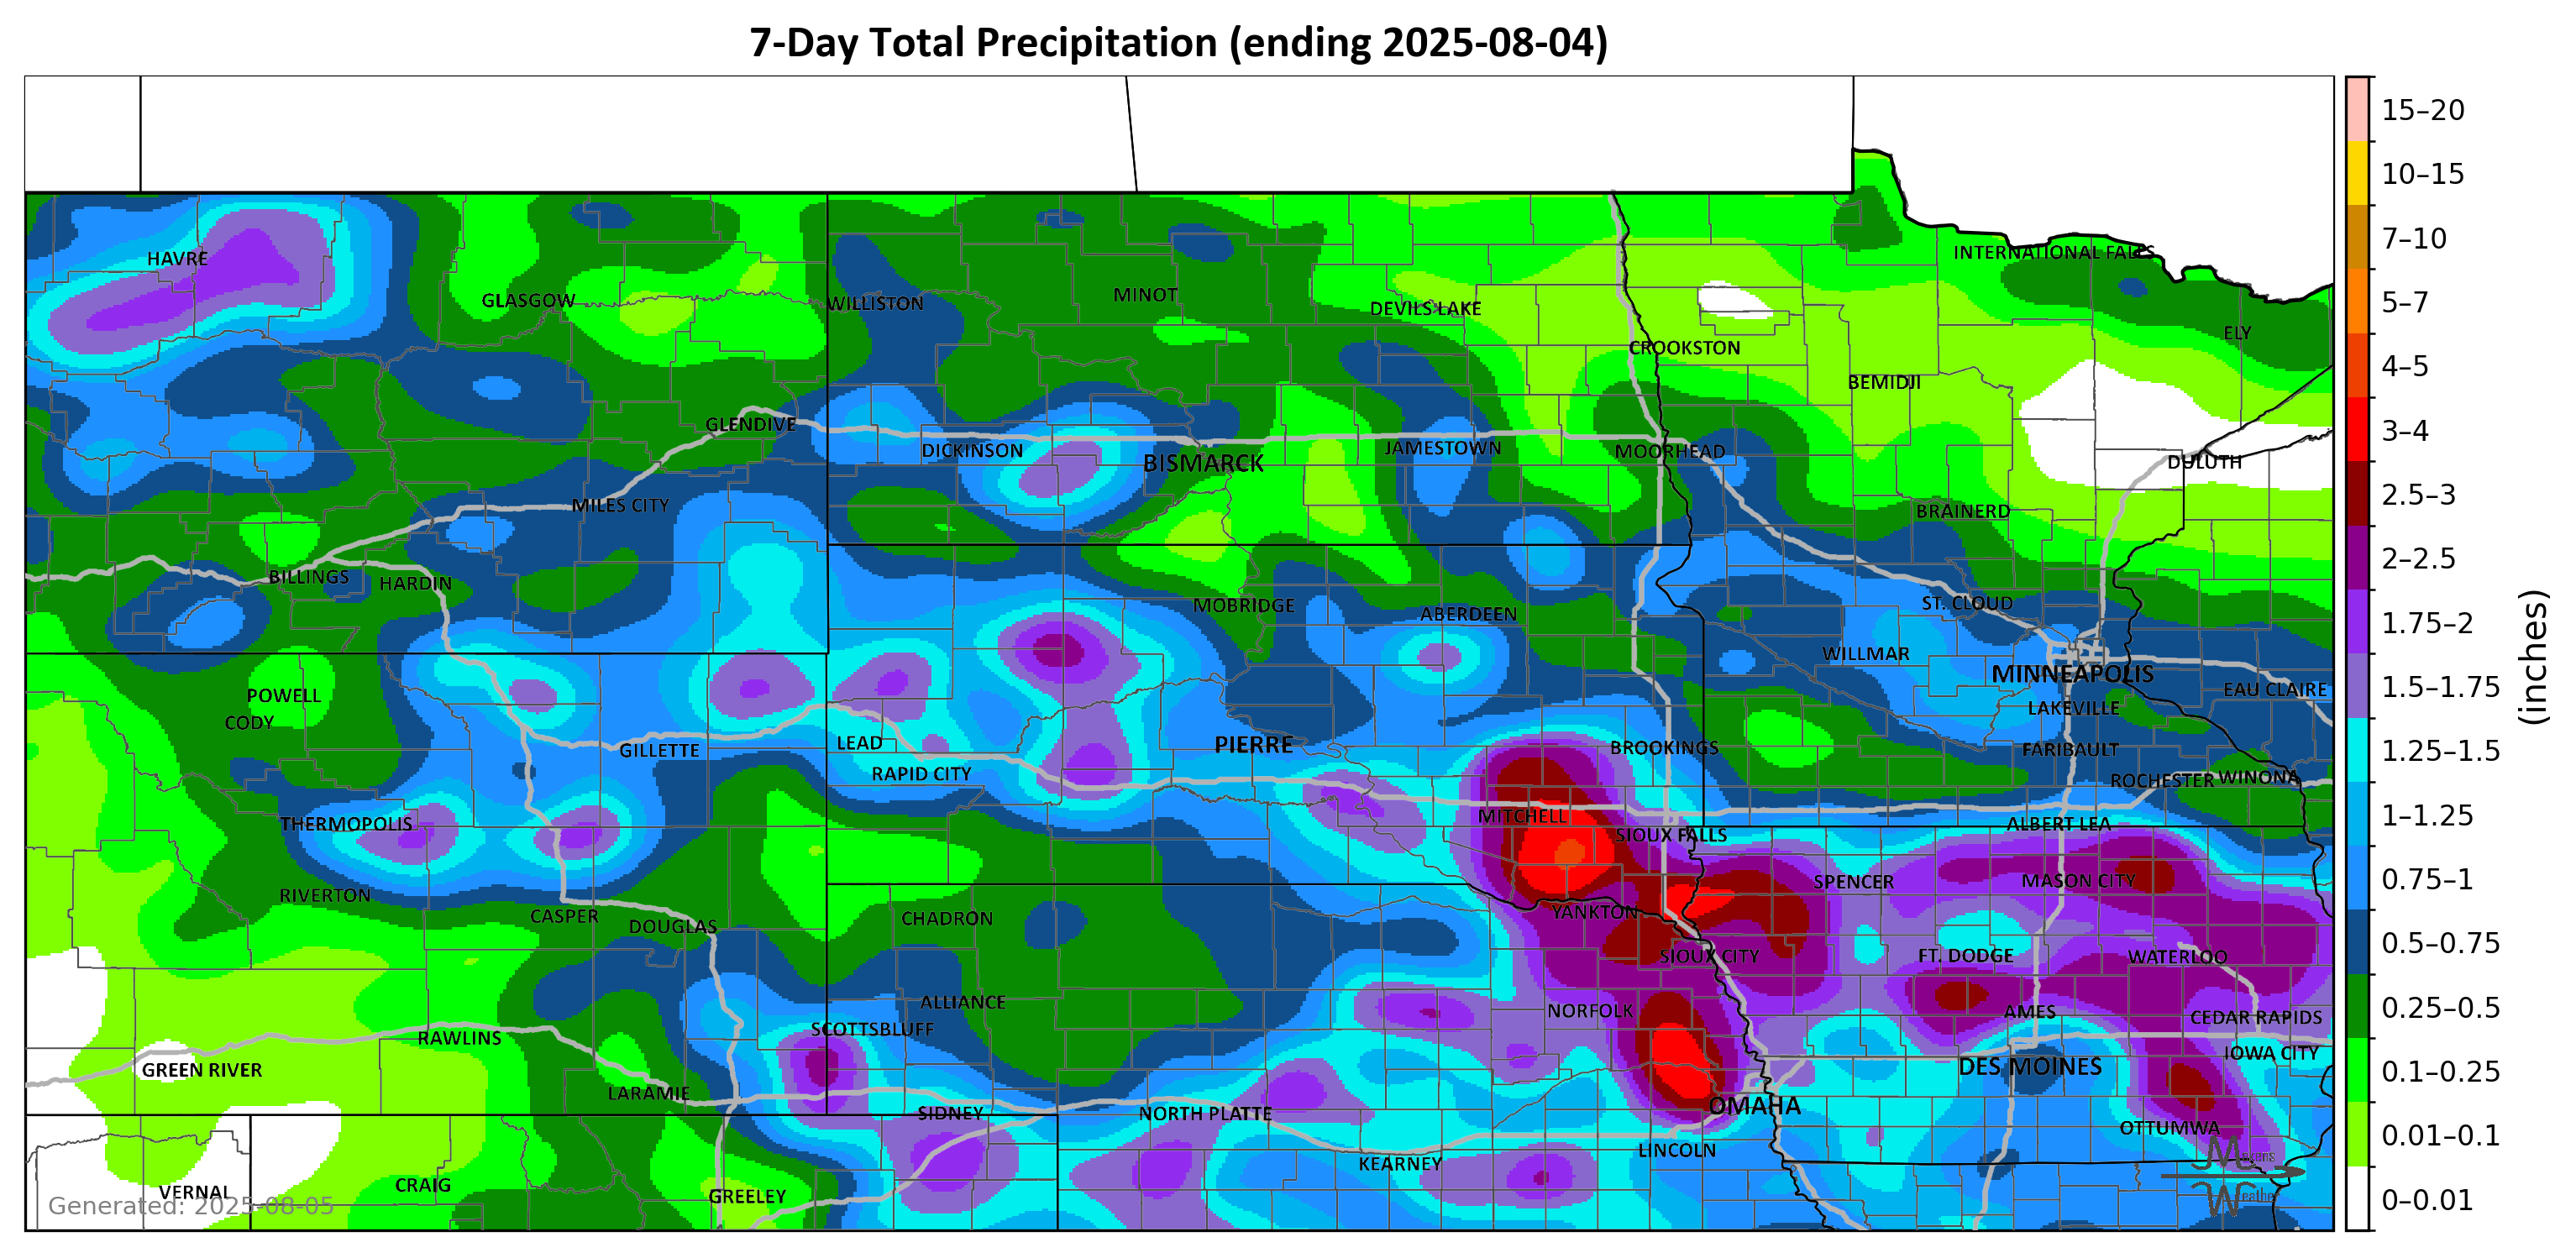 7-Day Total Precipitation (ending 2025-08-04)
15–20
10–15
7–10
5–7
4–5
3–4
2.5–3
2–2.5
1.75–2
1.5–1.75
1.25–1.5
1–1.25
0.75–1
0.5–0.75
0.25–0.5
0.1–0.25
0.01–0.1
0–0.01
(inches)
HAVRE
INTERNATIONAL FALLS
GLASGOW
WILLISTON
MINOT
DEVILS LAKE
ELY
CROOKSTON
BEMIDJI
GLENDIVE
DICKINSON
BISMARCK
JAMESTOWN
MOORHEAD
DULUTH
MILES CITY
BRAINERD
BILLINGS
HARDIN
MOBRIDGE
ABERDEEN
ST. CLOUD
WILLMAR
MINNEAPOLIS
EAU CLAIRE
POWELL
CODY
LAKEVILLE
GILLETTE
LEAD
PIERRE
BROOKINGS
FARIBAULT
RAPID CITY
ROCHESTER
WINONA
THERMOPOLIS
MITCHELL
SIOUX FALLS
ALBERT LEA
RIVERTON
SPENCER
MASON CITY
CASPER
DOUGLAS
CHADRON
YANKTON
SIOUX CITY
FT. DODGE
WATERLOO
ALLIANCE
NORFOLK
AMES
CEDAR RAPIDS
SCOTTSBLUFF
RAWLINS
IOWA CITY
GREEN RIVER
DES MOINES
LARAMIE
SIDNEY
NORTH PLATTE
OMAHA
OTTUMWA
LINCOLN
KEARNEY
VERNAL
CRAIG
GREELEY
Generated: 2025-08-05